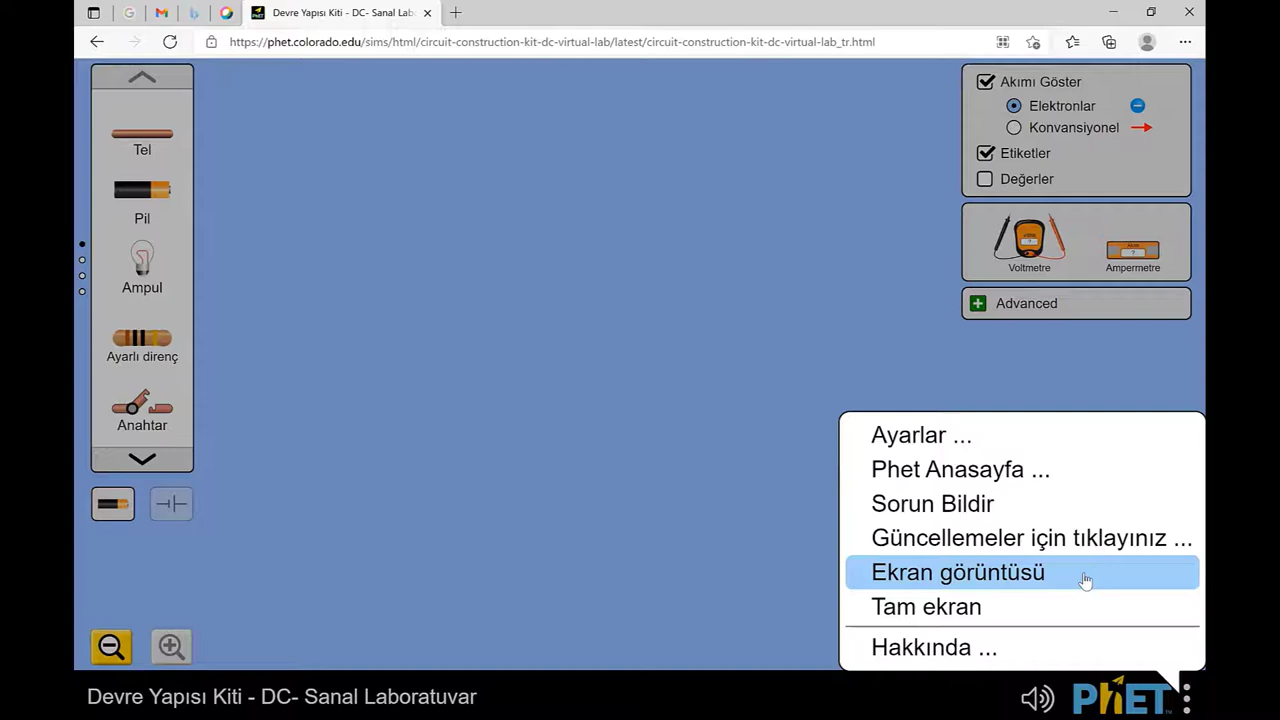 Devre Yapısı Kiti - DC- Sanal Lab
https://phet.colorado.edu/sims/html/circuit-construction-kit-dc-virtual-lab/latest/circuit-construction-kit-dc-virtual-lab_tr.html
Tel
Pil
Ampul
Ayarlı direnç
Anahtar
Akımı Göster
Elektronlar
Konvansiyonel
Etiketler
Değerler
Voltmetre
Ampermetre
Advanced
Ayarlar ...
Phet Anasayfa ...
Sorun Bildir
Güncellemeler için tıklayınız ...
Ekran görüntüsü
Tam ekran
Hakkında ...
Devre Yapısı Kiti - DC- Sanal Laboratuvar
PhET